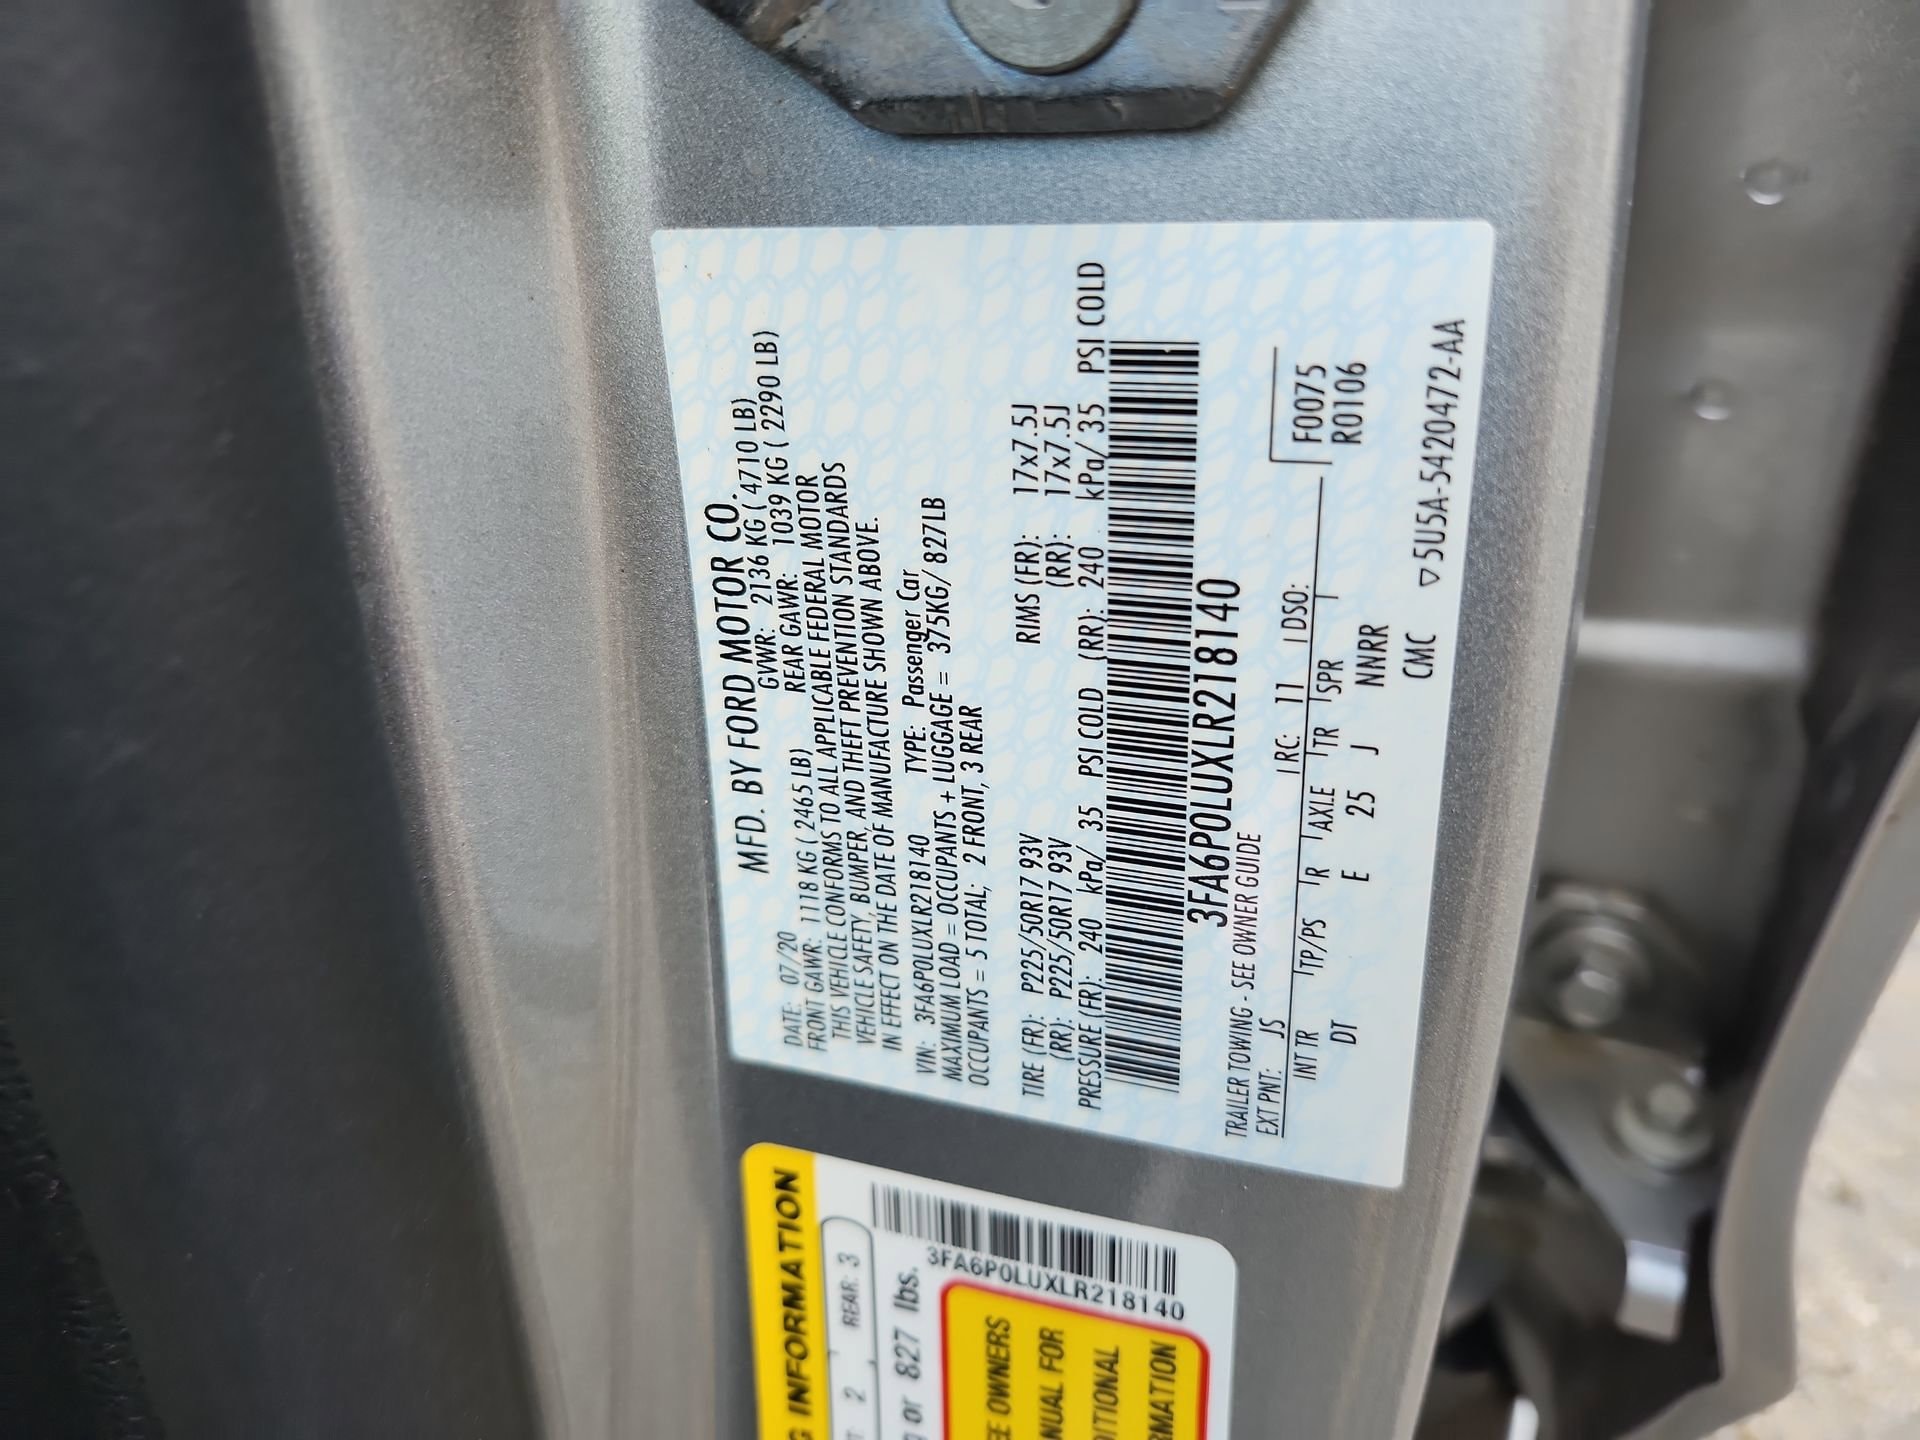 MFD. BY FORD MOTOR CO.
DATE: 07/20 GVWR: 2136 KG ( 4710 LB)
FRONT GAWR: 1118 KG ( 2465 LB) REAR GAWR: 1039 KG ( 2290 LB)
THIS VEHICLE CONFORMS TO ALL APPLICABLE FEDERAL MOTOR
VEHICLE SAFETY, BUMPER, AND THEFT PREVENTION STANDARDS
IN EFFECT ON THE DATE OF MANUFACTURE SHOWN ABOVE.
VIN: 3FA6P0LUXLR218140 TYPE: Passenger Car
MAXIMUM LOAD = OCCUPANTS + LUGGAGE = 375KG/ 827LB
OCCUPANTS = 5 TOTAL; 2 FRONT, 3 REAR
TIRE (FR): P225/50R17 93V RIMS (FR): 17x7.5J
(RR): P225/50R17 93V (RR): 17x7.5J
PRESSURE (FR): 240 kPa/ 35 PSI COLD (RR): 240 kPa/ 35 PSI COLD
3FA6P0LUXLR218140
TRAILER TOWING - SEE OWNER GUIDE
EXT PNT: JS RC: 11 DSO:
F0075
INT TR TP/PS R AXLE TR SPR
R0106
DT E 25 J NNRR
CMC ▽5U5A-5420472-AA
INFORMATION
2 REAR: 3
or 827 lbs.
3FA6P0LUXLR218140
OWNERS
FOR